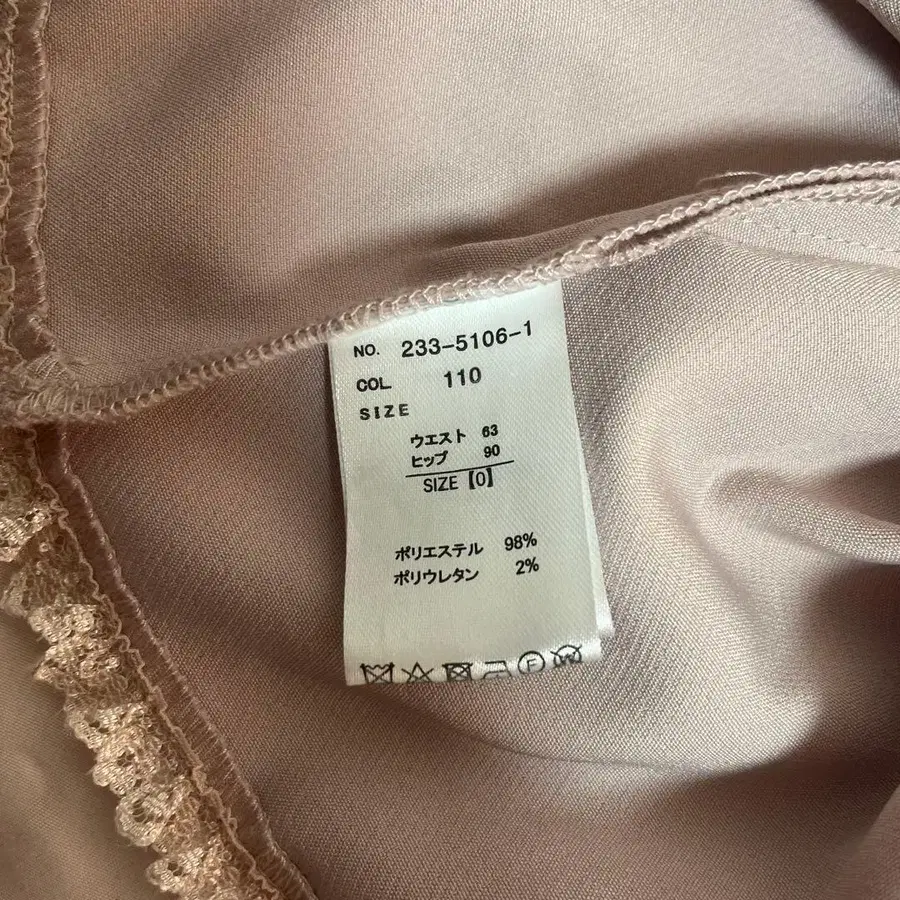 NO. 233-5106-1
COL 110
SIZE
ウエスト 63
ヒップ 90
SIZE【0】
ポリエステル 98%
ポリウレタン 2%
F W